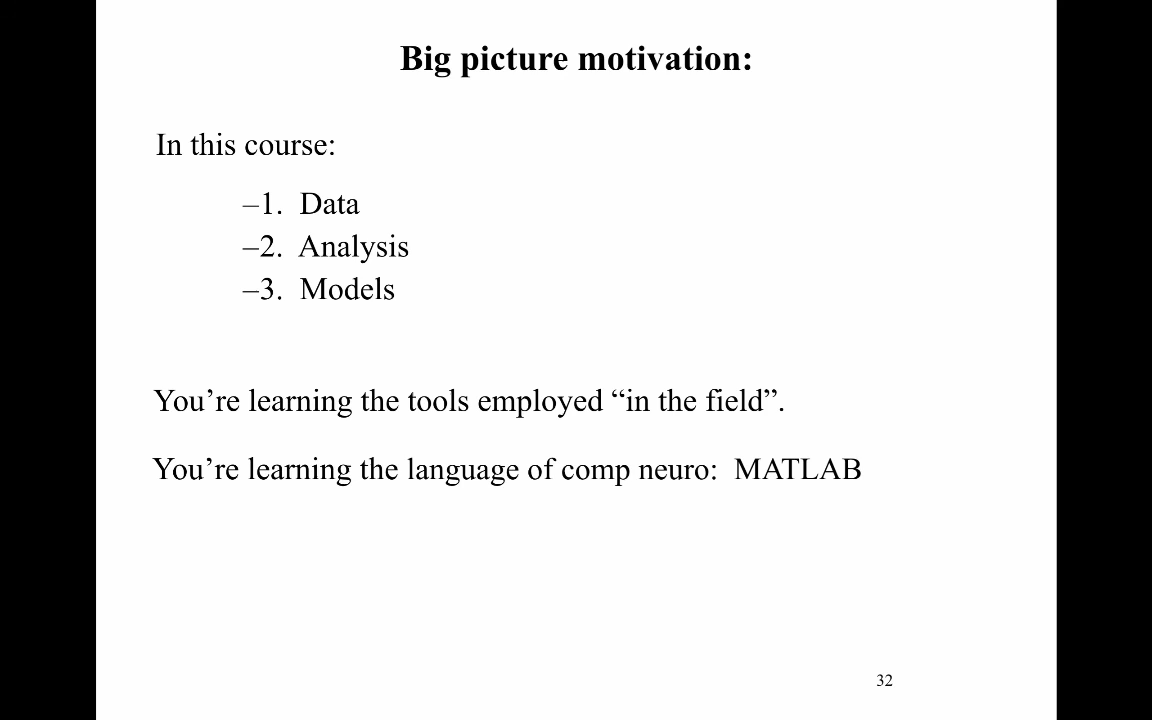 Big picture motivation:
In this course:
–1. Data
–2. Analysis
–3. Models
You’re learning the tools employed “in the field”.
You’re learning the language of comp neuro: MATLAB
32